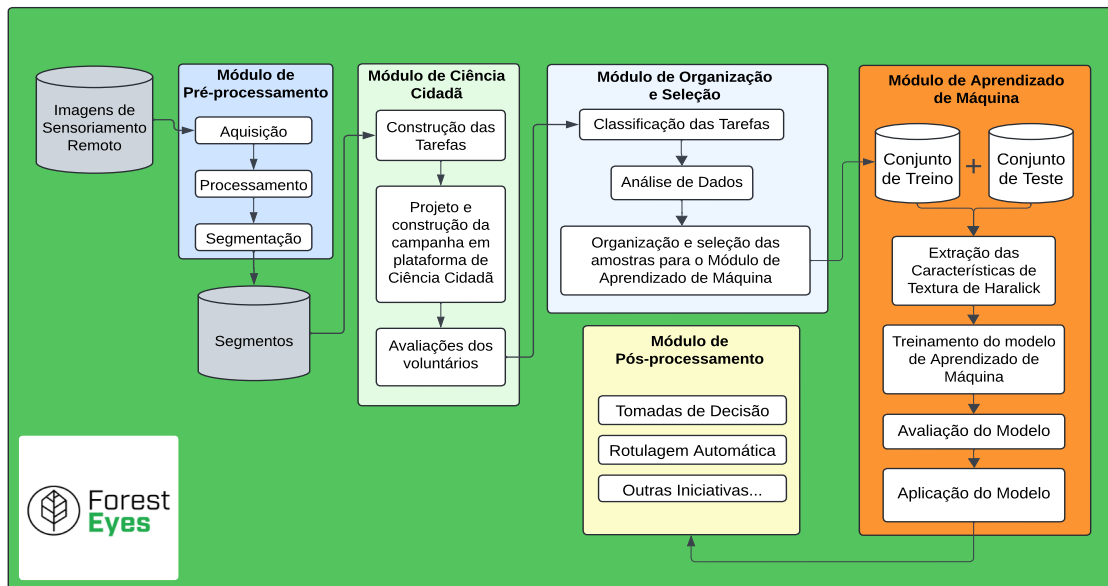 Imagens de
Sensoriamento
Remoto
Módulo de
Pré-processamento
Aquisição
Processamento
Segmentação
Segmentos
Módulo de Ciência
Cidadã
Construção das
Tarefas
Projeto e
construção da
campanha em
plataforma de
Ciência Cidadã
Avaliações dos
voluntários
Módulo de Organização
e Seleção
Classificação das Tarefas
Análise de Dados
Organização e seleção das
amostras para o Módulo de
Aprendizado de Máquina
Módulo de Aprendizado
de Máquina
Conjunto
de Treino
+
Conjunto
de Teste
Extração das
Características de
Textura de Haralick
Treinamento do modelo
de Aprendizado de
Máquina
Avaliação do Modelo
Aplicação do Modelo
Módulo de
Pós-processamento
Tomadas de Decisão
Rotulagem Automática
Outras Iniciativas...
Forest
Eyes